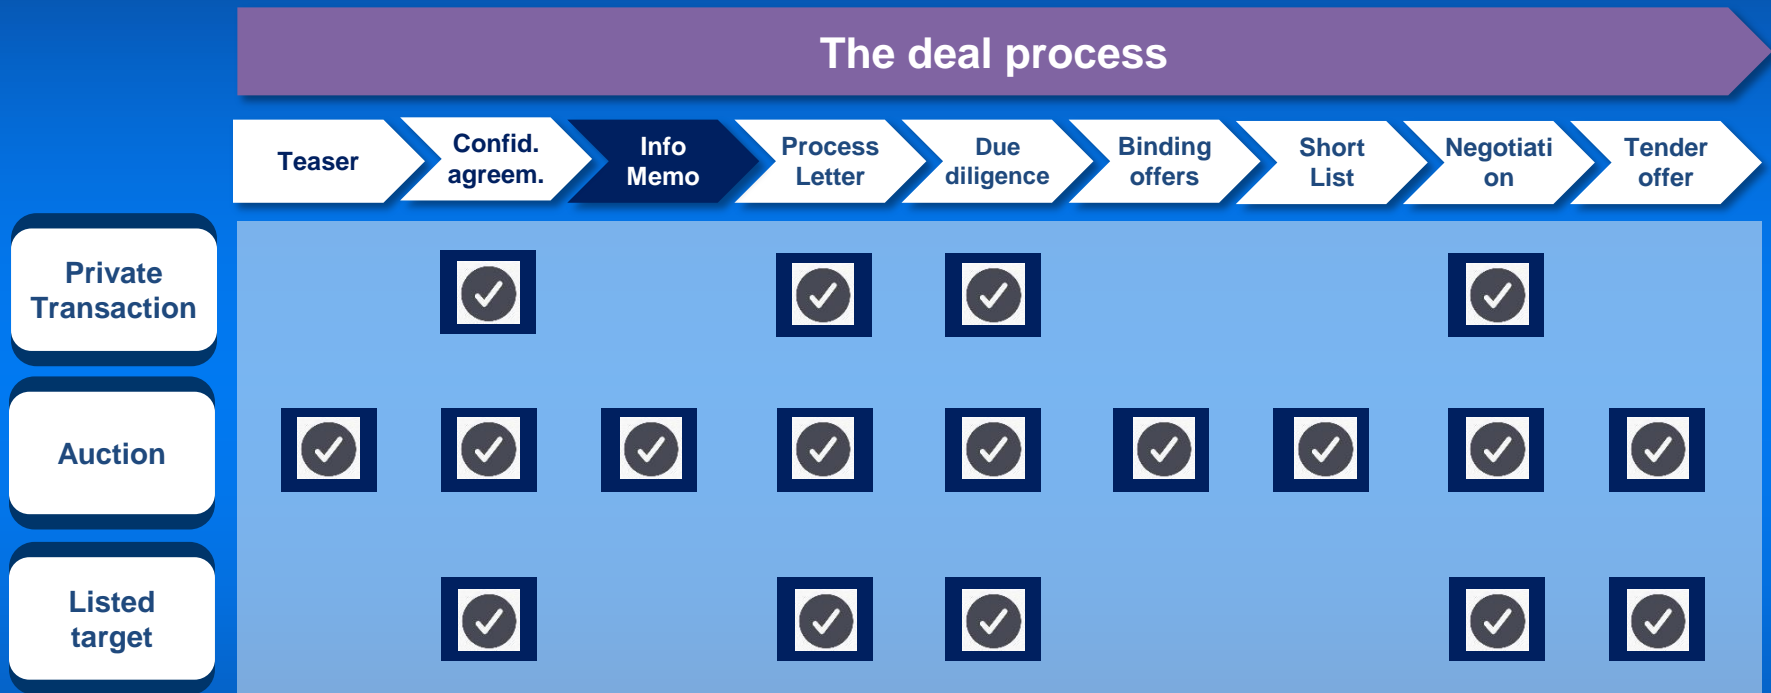 The deal process
Teaser
Confid.
agreem.
Info
Memo
Process
Letter
Due
diligence
Binding
offers
Short
List
Negotiati
on
Tender
offer
Private
Transaction
Auction
Listed
target